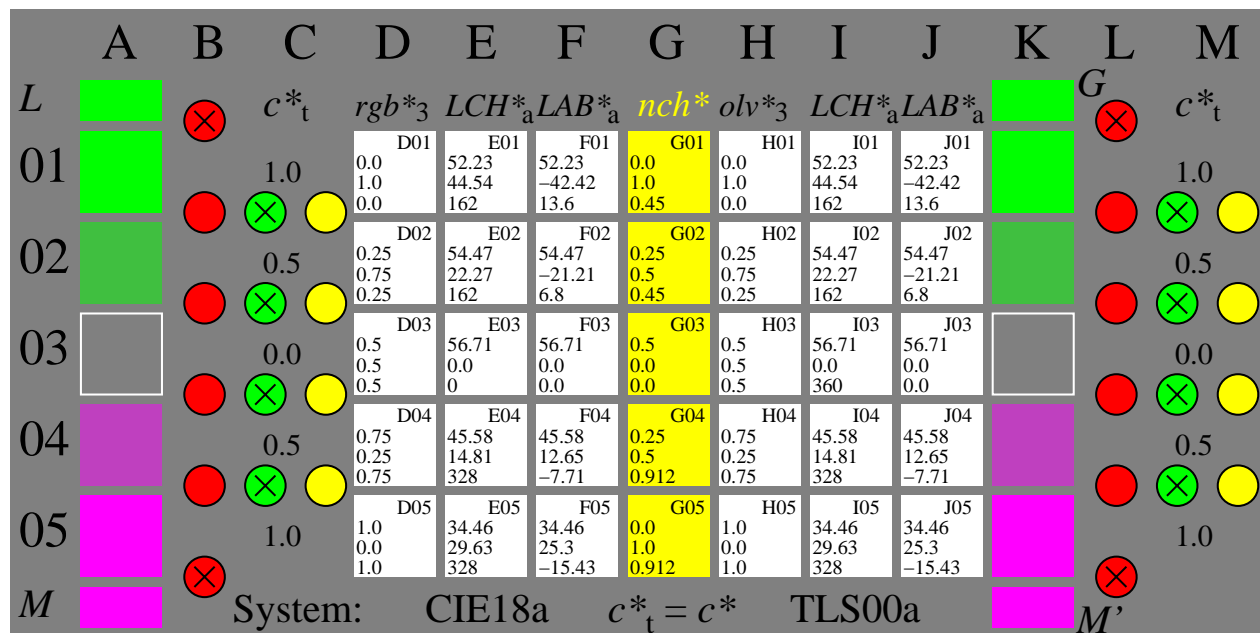 A B C D E F G H I J K L M
L c*t rgb*3 LCH*a LAB*a nch* olv*3 LCH*a LAB*a G c*t
01 1.0 D01 E01 F01 G01 H01 I01 J01 1.0
0.0 52.23 52.23 0.0 0.0 52.23 52.23
1.0 44.54 −42.42 1.0 1.0 44.54 −42.42
0.0 162 13.6 0.45 0.0 162 13.6
02 0.5 D02 E02 F02 G02 H02 I02 J02 0.5
0.25 54.47 54.47 0.25 0.25 54.47 54.47
0.75 22.27 −21.21 0.5 0.75 22.27 −21.21
0.25 162 6.8 0.45 0.25 162 6.8
03 0.0 D03 E03 F03 G03 H03 I03 J03 0.0
0.5 56.71 56.71 0.5 0.5 56.71 56.71
0.5 0.0 0.0 0.0 0.5 0.0 0.0
0.5 0 0.0 0.0 0.5 360 0.0
04 0.5 D04 E04 F04 G04 H04 I04 J04 0.5
0.75 45.58 45.58 0.25 0.75 45.58 45.58
0.25 14.81 12.65 0.5 0.25 14.81 12.65
0.75 328 −7.71 0.912 0.75 328 −7.71
05 1.0 D05 E05 F05 G05 H05 I05 J05 1.0
1.0 34.46 34.46 0.0 1.0 34.46 34.46
0.0 29.63 25.3 1.0 0.0 29.63 25.3
1.0 328 −15.43 0.912 1.0 328 −15.43
M System: CIE18a c*t = c* TLS00a M'